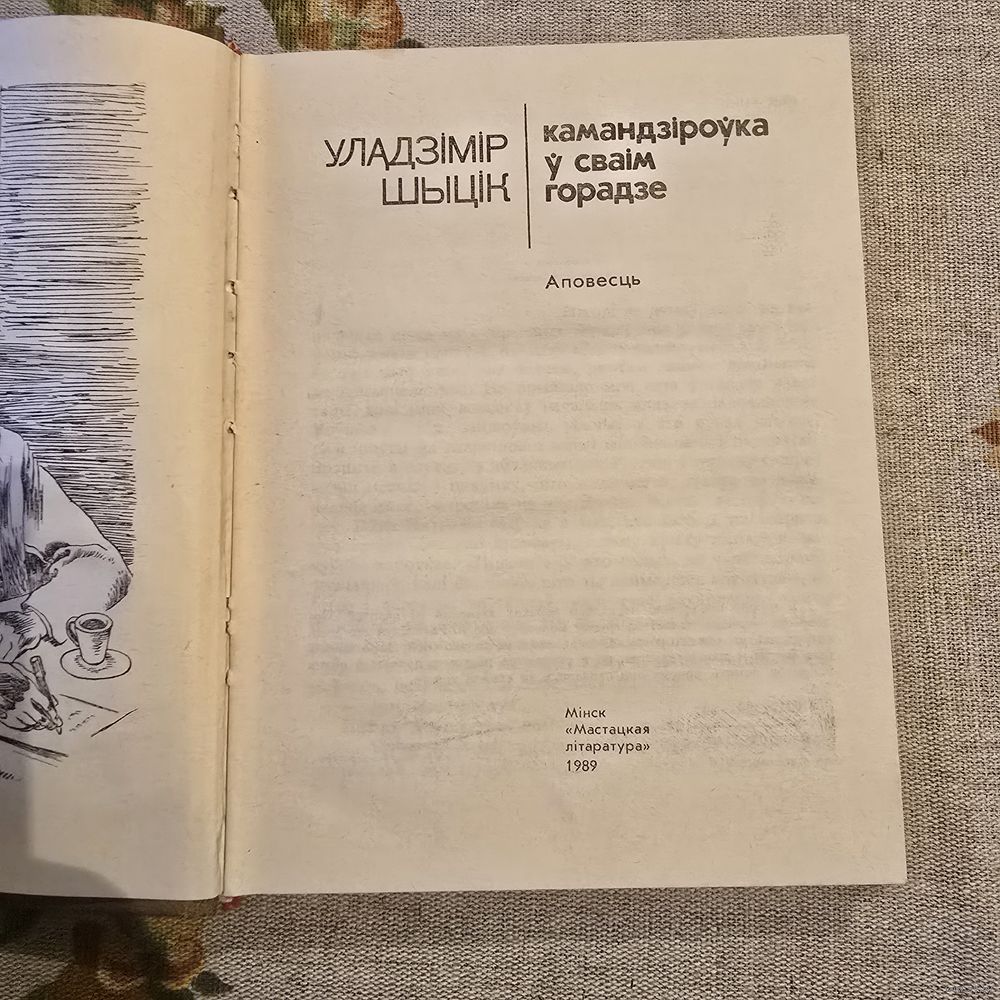 УЛАДЗІМІР
ШЫЦІК
камандзіроўка
ў сваім
горадзе
Аповесць
Мінск
«Мастацкая
літаратура»
1989